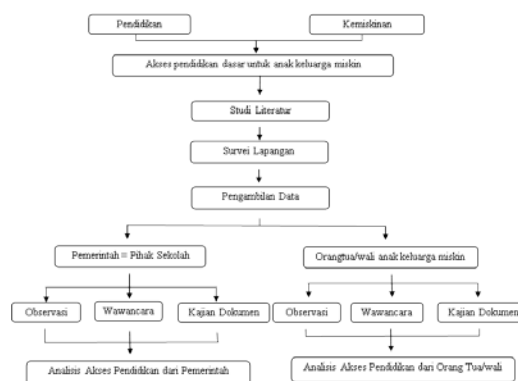 Pendidikan
Kemiskinan
Akses pendidikan dasar untuk anak keluarga miskin
Studi Literatur
Survei Lapangan
Pengambilan Data
Pemerintah = Pihak Sekolah
Orangtua/wali anak keluarga miskin
Observasi
Wawancara
Kajian Dokumen
Observasi
Wawancara
Kajian Dokumen
Analisis Akses Pendidikan dari Pemerintah
Analisis Akses Pendidikan dari Orang Tua/wali